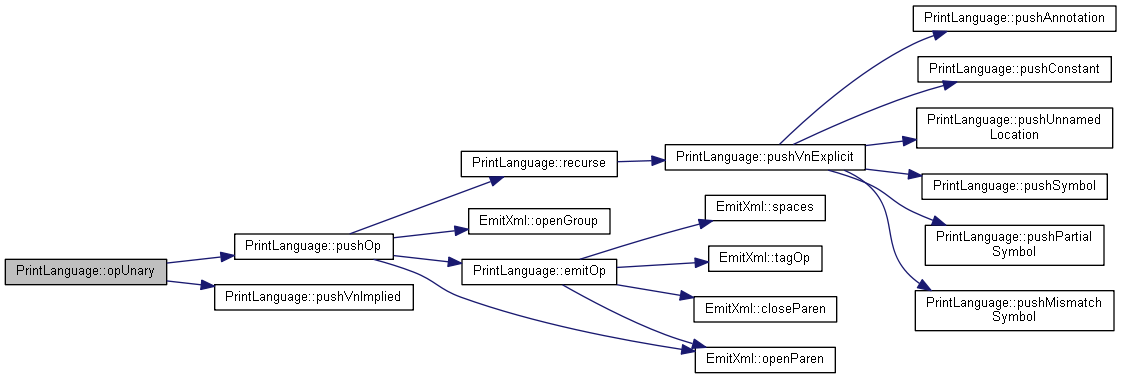 PrintLanguage::opUnary
PrintLanguage::pushOp
PrintLanguage::pushVnImplied
PrintLanguage::recurse
EmitXml::openGroup
PrintLanguage::emitOp
PrintLanguage::pushVnExplicit
EmitXml::spaces
EmitXml::tagOp
EmitXml::closeParen
EmitXml::openParen
PrintLanguage::pushAnnotation
PrintLanguage::pushConstant
PrintLanguage::pushUnnamed
Location
PrintLanguage::pushSymbol
PrintLanguage::pushPartial
Symbol
PrintLanguage::pushMismatch
Symbol